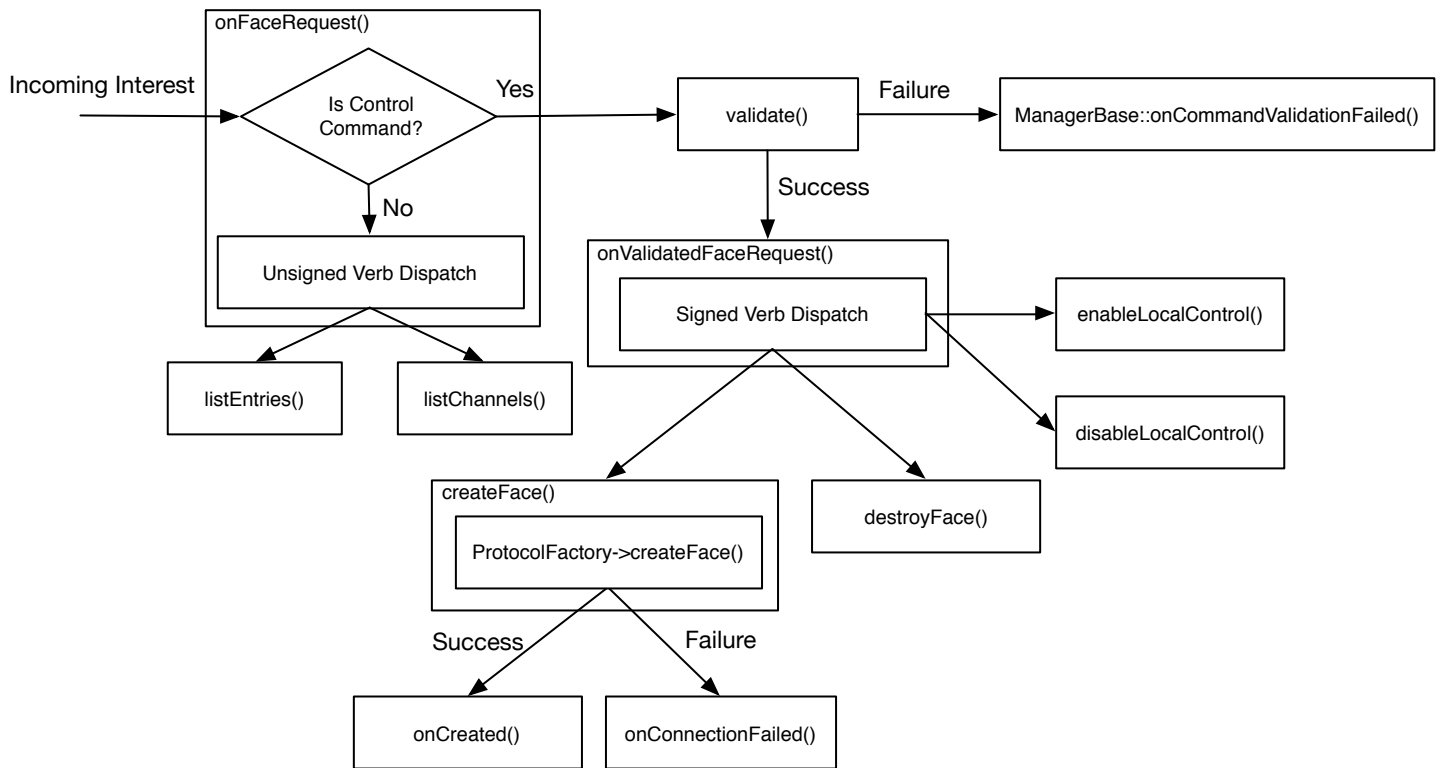 onFaceRequest()
Incoming Interest
Is Control
Command?
Yes
validate()
Failure
ManagerBase::onCommandValidationFailed()
Success
No
Unsigned Verb Dispatch
onValidatedFaceRequest()
Signed Verb Dispatch
enableLocalControl()
listEntries()
listChannels()
disableLocalControl()
createFace()
ProtocolFactory->createFace()
destroyFace()
Success
Failure
onCreated()
onConnectionFailed()